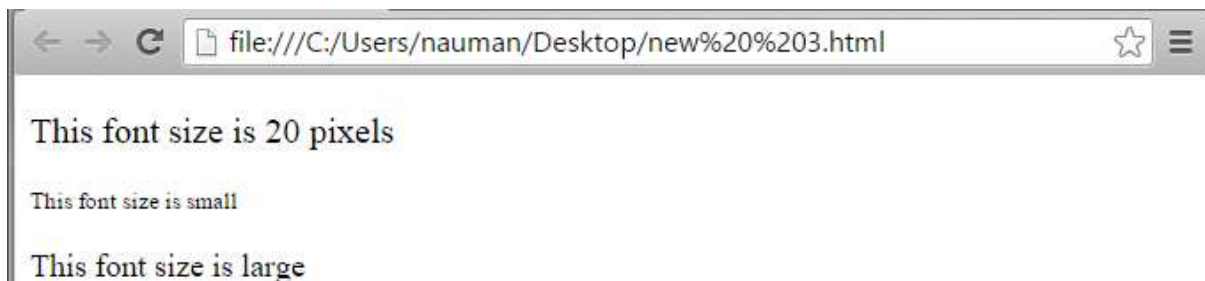 file:///C:/Users/nauman/Desktop/new%20%203.html
This font size is 20 pixels
This font size is small
This font size is large